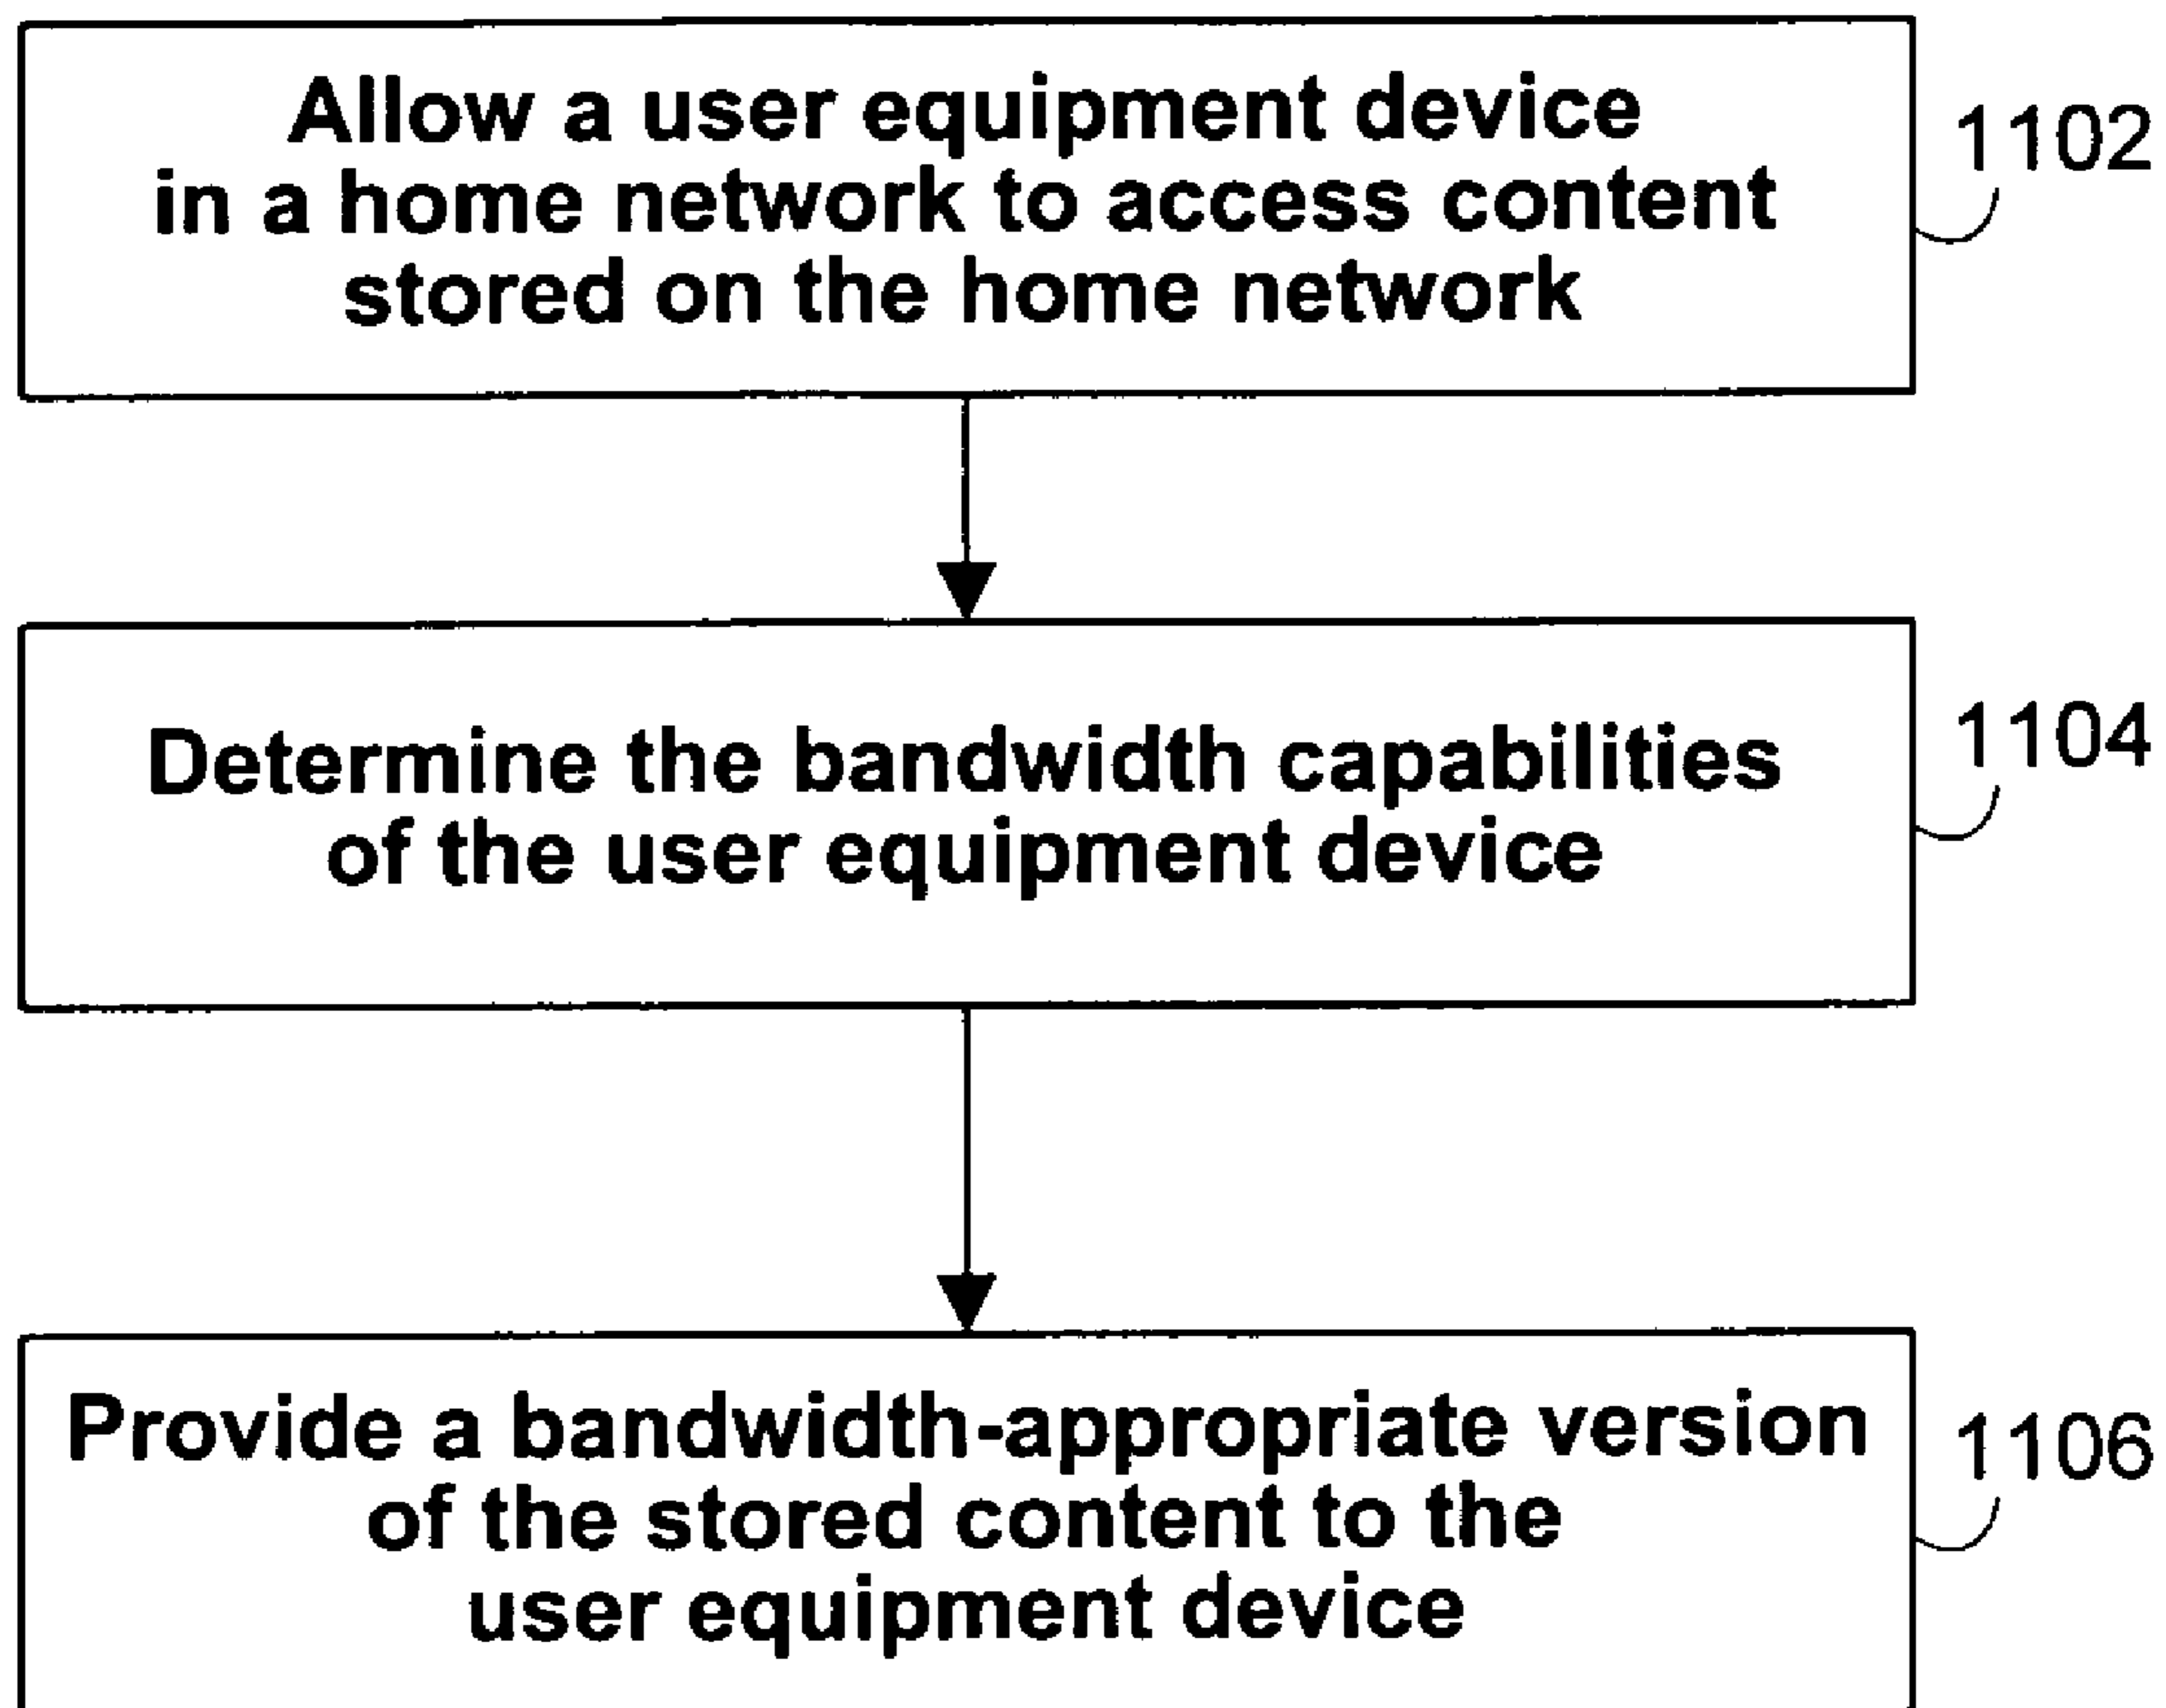 Allow a user equipment device
in a home network to access content
stored on the home network
1102
Determine the bandwidth capabilities
of the user equipment device
1104
Provide a bandwidth-appropriate version
of the stored content to the
user equipment device
1106